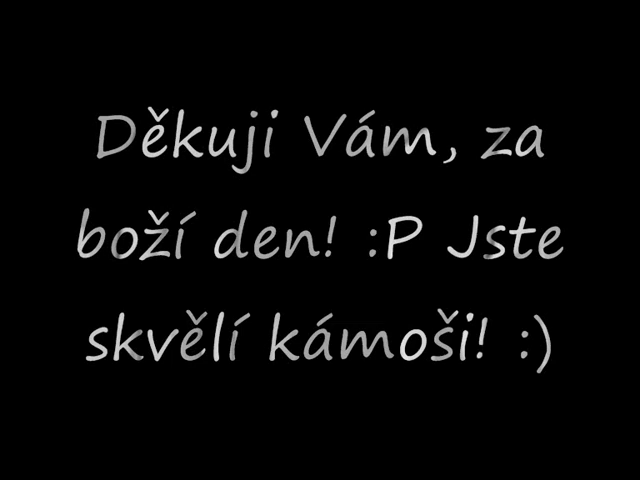 Děkuji Vám, za
boží den! :P Jste
skvělí kámoši! :)